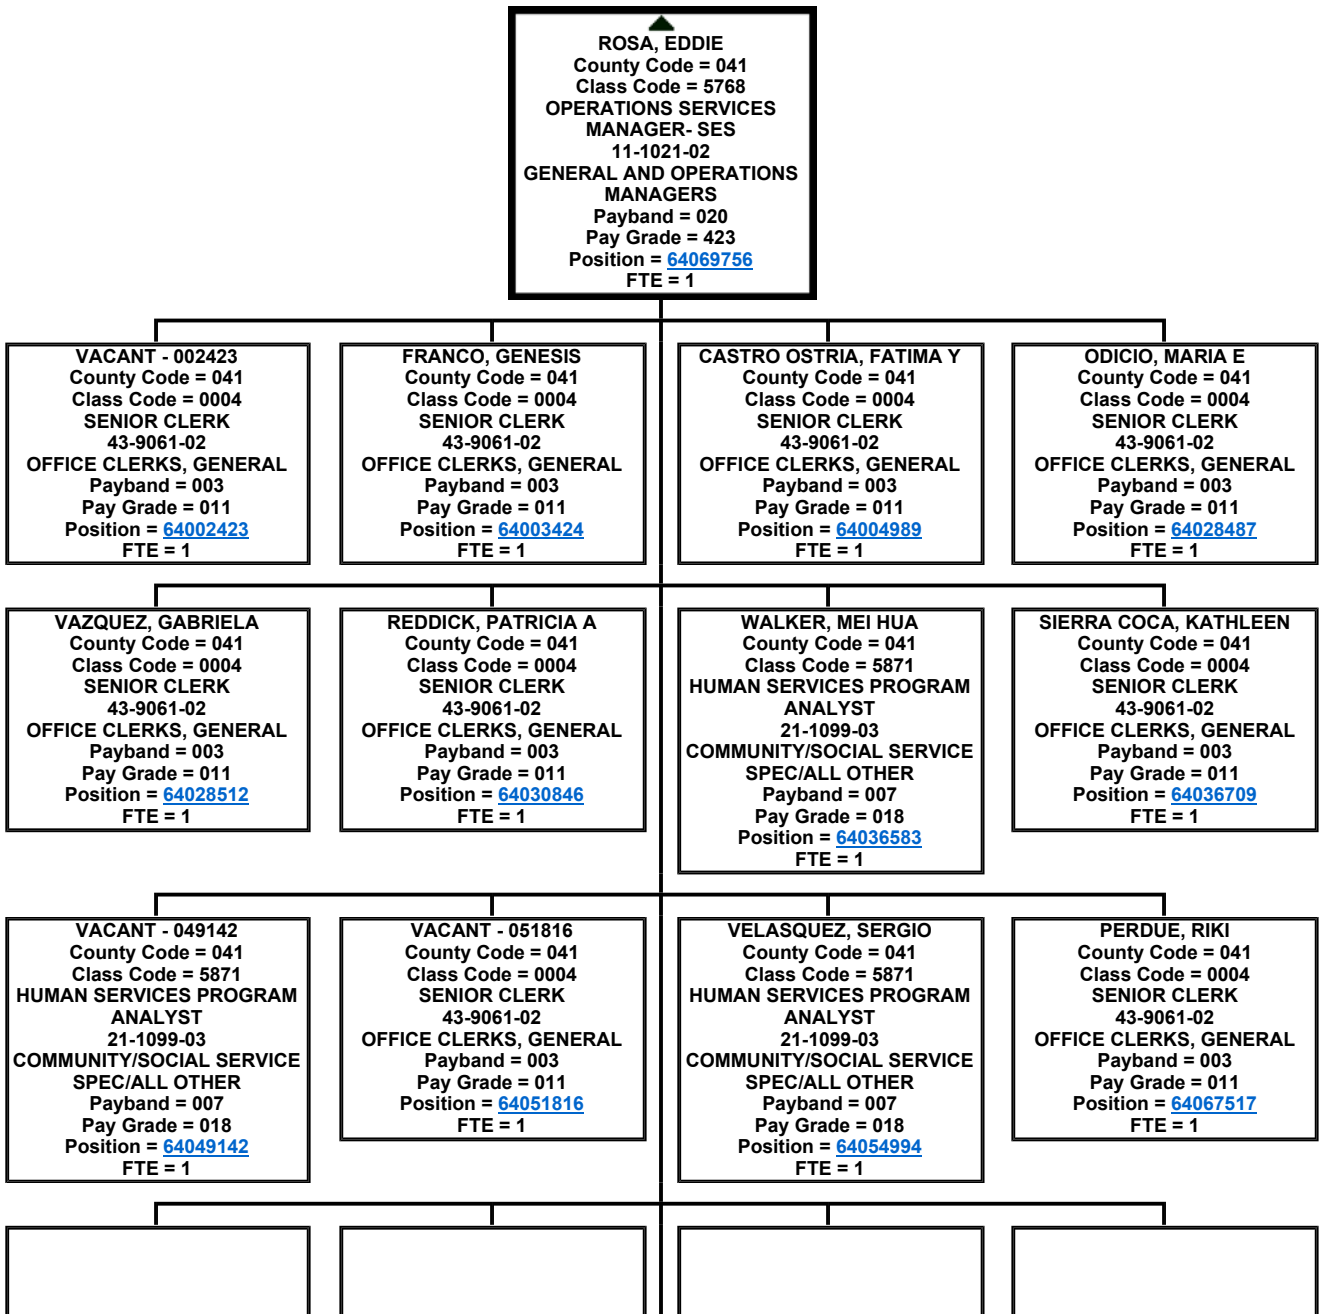 ROSA, EDDIE
County Code = 041
Class Code = 5768
OPERATIONS SERVICES
MANAGER- SES
11-1021-02
GENERAL AND OPERATIONS
MANAGERS
Payband = 020
Pay Grade = 423
Position = 64069756
FTE = 1
VACANT - 002423
County Code = 041
Class Code = 0004
SENIOR CLERK
43-9061-02
OFFICE CLERKS, GENERAL
Payband = 003
Pay Grade = 011
Position = 64002423
FTE = 1
FRANCO, GENESIS
County Code = 041
Class Code = 0004
SENIOR CLERK
43-9061-02
OFFICE CLERKS, GENERAL
Payband = 003
Pay Grade = 011
Position = 64003424
FTE = 1
CASTRO OSTRIA, FATIMA Y
County Code = 041
Class Code = 0004
SENIOR CLERK
43-9061-02
OFFICE CLERKS, GENERAL
Payband = 003
Pay Grade = 011
Position = 64004989
FTE = 1
ODICIO, MARIA E
County Code = 041
Class Code = 0004
SENIOR CLERK
43-9061-02
OFFICE CLERKS, GENERAL
Payband = 003
Pay Grade = 011
Position = 64028487
FTE = 1
VAZQUEZ, GABRIELA
County Code = 041
Class Code = 0004
SENIOR CLERK
43-9061-02
OFFICE CLERKS, GENERAL
Payband = 003
Pay Grade = 011
Position = 64028512
FTE = 1
REDDICK, PATRICIA A
County Code = 041
Class Code = 0004
SENIOR CLERK
43-9061-02
OFFICE CLERKS, GENERAL
Payband = 003
Pay Grade = 011
Position = 64030846
FTE = 1
WALKER, MEI HUA
County Code = 041
Class Code = 5871
HUMAN SERVICES PROGRAM
ANALYST
21-1099-03
COMMUNITY/SOCIAL SERVICE
SPEC/ALL OTHER
Payband = 007
Pay Grade = 018
Position = 64036583
FTE = 1
SIERRA COCA, KATHLEEN
County Code = 041
Class Code = 0004
SENIOR CLERK
43-9061-02
OFFICE CLERKS, GENERAL
Payband = 003
Pay Grade = 011
Position = 64036709
FTE = 1
VACANT - 049142
County Code = 041
Class Code = 5871
HUMAN SERVICES PROGRAM
ANALYST
21-1099-03
COMMUNITY/SOCIAL SERVICE
SPEC/ALL OTHER
Payband = 007
Pay Grade = 018
Position = 64049142
FTE = 1
VACANT - 051816
County Code = 041
Class Code = 0004
SENIOR CLERK
43-9061-02
OFFICE CLERKS, GENERAL
Payband = 003
Pay Grade = 011
Position = 64051816
FTE = 1
VELASQUEZ, SERGIO
County Code = 041
Class Code = 5871
HUMAN SERVICES PROGRAM
ANALYST
21-1099-03
COMMUNITY/SOCIAL SERVICE
SPEC/ALL OTHER
Payband = 007
Pay Grade = 018
Position = 64054994
FTE = 1
PERDUE, RIKI
County Code = 041
Class Code = 0004
SENIOR CLERK
43-9061-02
OFFICE CLERKS, GENERAL
Payband = 003
Pay Grade = 011
Position = 64067517
FTE = 1